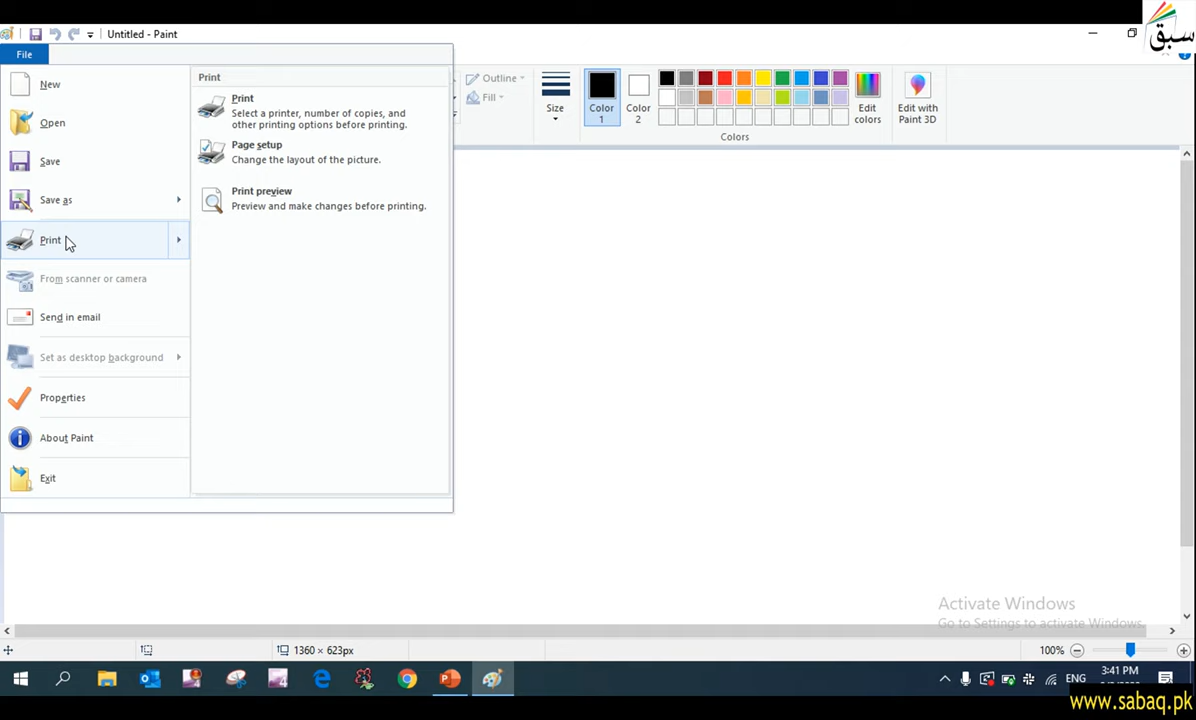 Untitled - Paint
سبق
File
New
Open
Save
Save as
Print
From scanner or camera
Send in email
Set as desktop background
Properties
About Paint
Exit
Print
Print
Select a printer, number of copies, and
other printing options before printing.
Page setup
Change the layout of the picture.
Print preview
Preview and make changes before printing.
Outline
Fill
Size
Color
1
Color
2
Edit
colors
Edit with
Paint 3D
Colors
Activate Windows
Go to Settings to activate Windows.
1360 × 623px
100%
ENG
3:41 PM
www.sabaq.pk